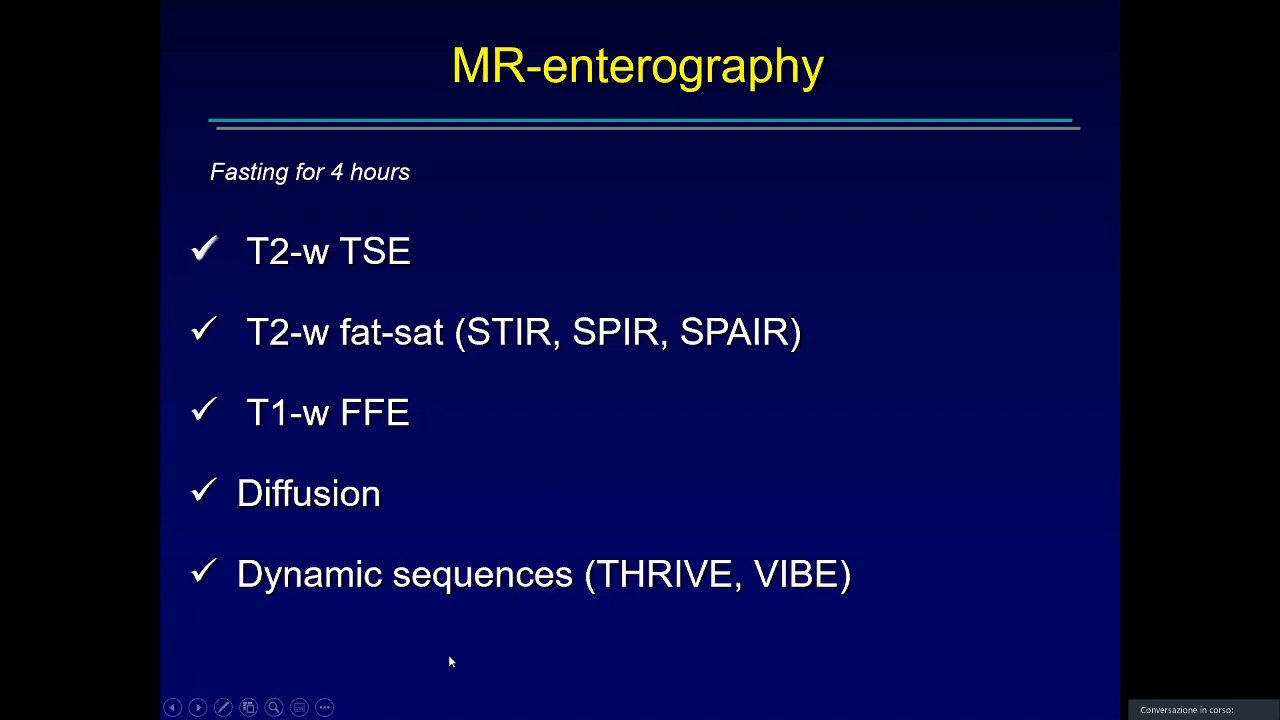 MR-enterography
Fasting for 4 hours
✓ T2-w TSE
✓ T2-w fat-sat (STIR, SPIR, SPAIR)
✓ T1-w FFE
✓ Diffusion
✓ Dynamic sequences (THRIVE, VIBE)
Conversazione in corso: